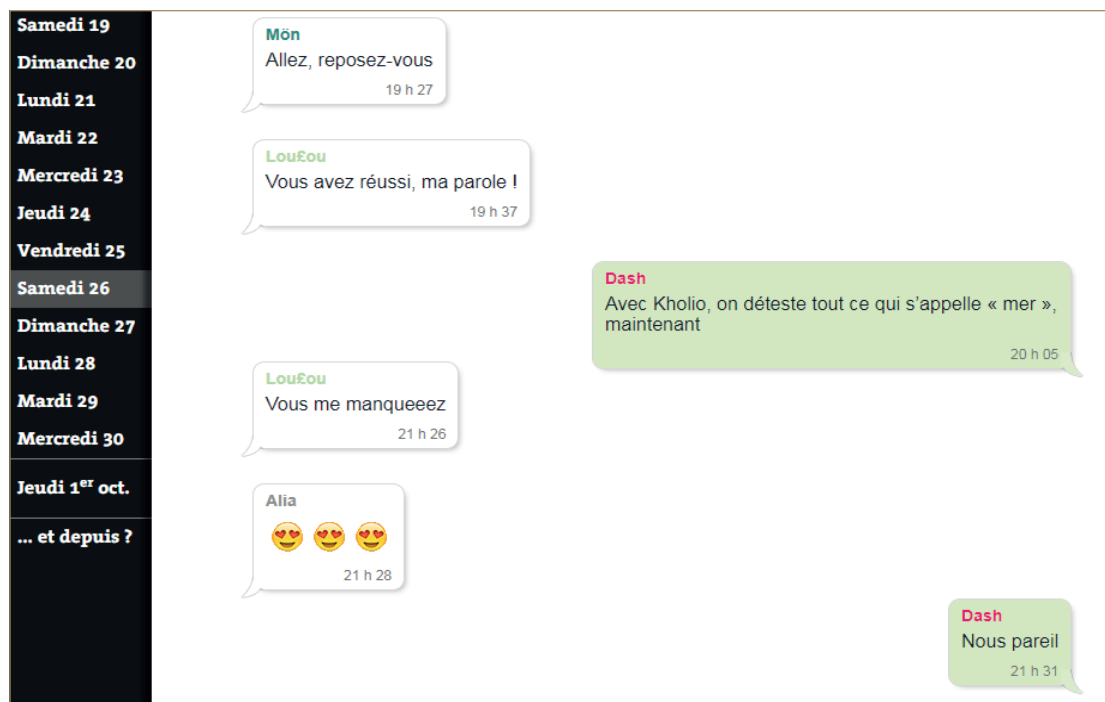 Samedi 19
Dimanche 20
Lundi 21
Mardi 22
Mercredi 23
Jeudi 24
Vendredi 25
Samedi 26
Dimanche 27
Lundi 28
Mardi 29
Mercredi 30
Jeudi 1er oct.
... et depuis ?
Mön
Allez, reposez-vous
19 h 27
Lou£ou
Vous avez réussi, ma parole !
19 h 37
Dash
Avec Kholio, on déteste tout ce qui s’appelle « mer »,
maintenant
20 h 05
Lou£ou
Vous me manqueeez
21 h 26
Alia
😍 😍 😍
21 h 28
Dash
Nous pareil
21 h 31